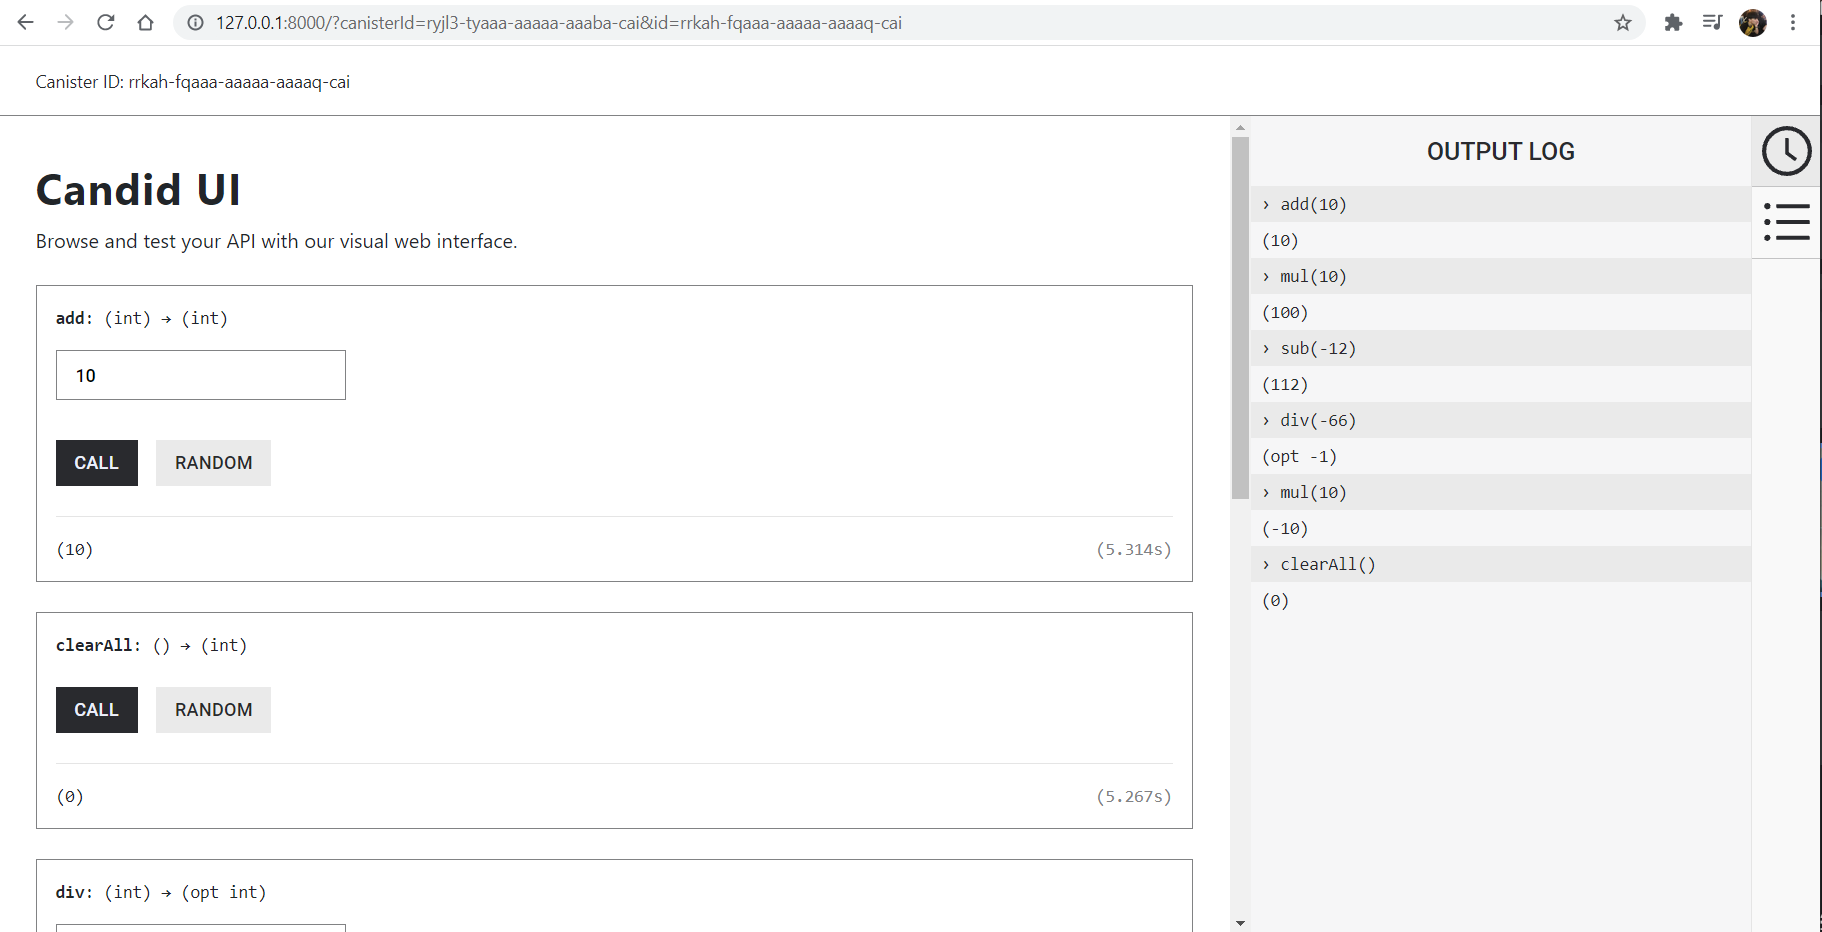 127.0.0.1:8000/?canisterId=ryjl3-tyaaa-aaaaa-aaaba-cai&id=rrkah-fqaaa-aaaaa-aaaaq-cai
Canister ID: rrkah-fqaaa-aaaaa-aaaaq-cai
Candid UI
Browse and test your API with our visual web interface.
add: (int) → (int)
10
CALL RANDOM
(10) (5.314s)
clearAll: () → (int)
CALL RANDOM
(0) (5.267s)
div: (int) → (opt int)
OUTPUT LOG
› add(10)
(10)
› mul(10)
(100)
› sub(-12)
(112)
› div(-66)
(opt -1)
› mul(10)
(-10)
› clearAll()
(0)